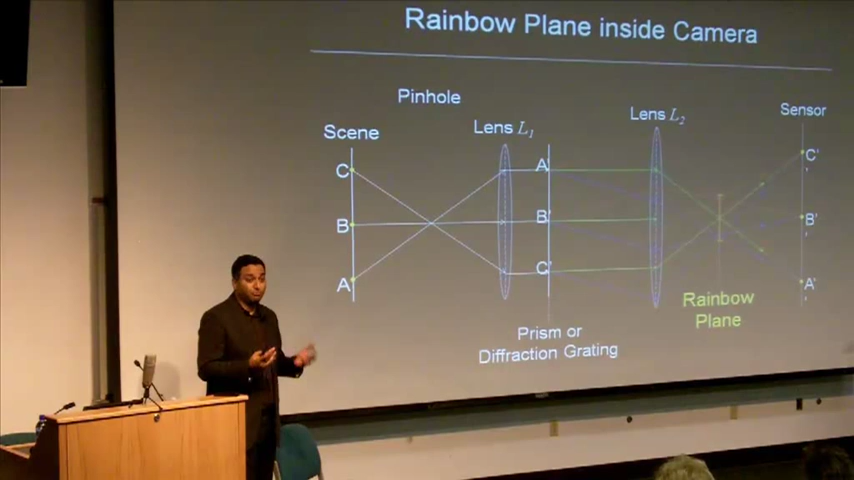 Rainbow Plane inside Camera
Pinhole
Scene
Lens L₁
Lens L₂
Sensor
C
A'
C'
'
B
B'
B'
'
A
C'
A'
'
Rainbow
Plane
Prism or
Diffraction Grating